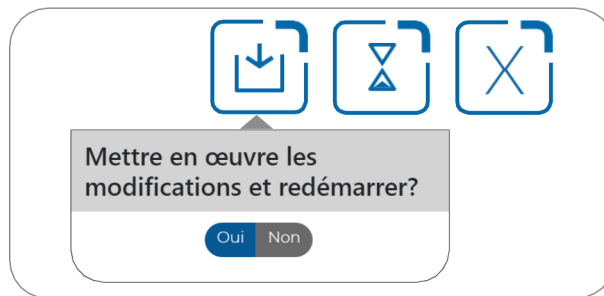 Mettre en œuvre les
modifications et redémarrer?
Oui Non